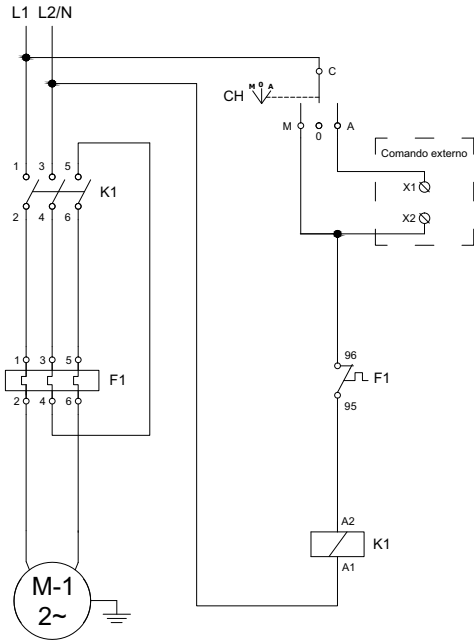 L1 L2/N
C
CH M 0 A
M 0 A
Comando externo
X1
X2
1 3 5
K1
2 4 6
1 3 5
F1
2 4 6
96
F1
95
A2
K1
A1
M-1
2~